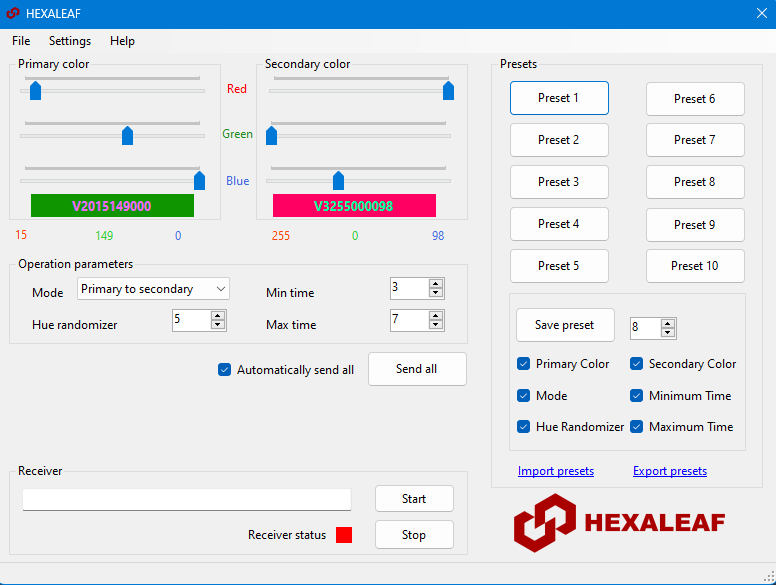 HEXALEAF
File Settings Help
Primary color
Red
Green
Blue
V2015149000
15 149 0
Secondary color
V3255000098
255 0 98
Operation parameters
Mode Primary to secondary
Min time 3
Hue randomizer 5
Max time 7
Automatically send all
Send all
Receiver
Start
Receiver status
Stop
Presets
Preset 1
Preset 6
Preset 2
Preset 7
Preset 3
Preset 8
Preset 4
Preset 9
Preset 5
Preset 10
Save preset 8
Primary Color
Secondary Color
Mode
Minimum Time
Hue Randomizer
Maximum Time
Import presets
Export presets
HEXALEAF